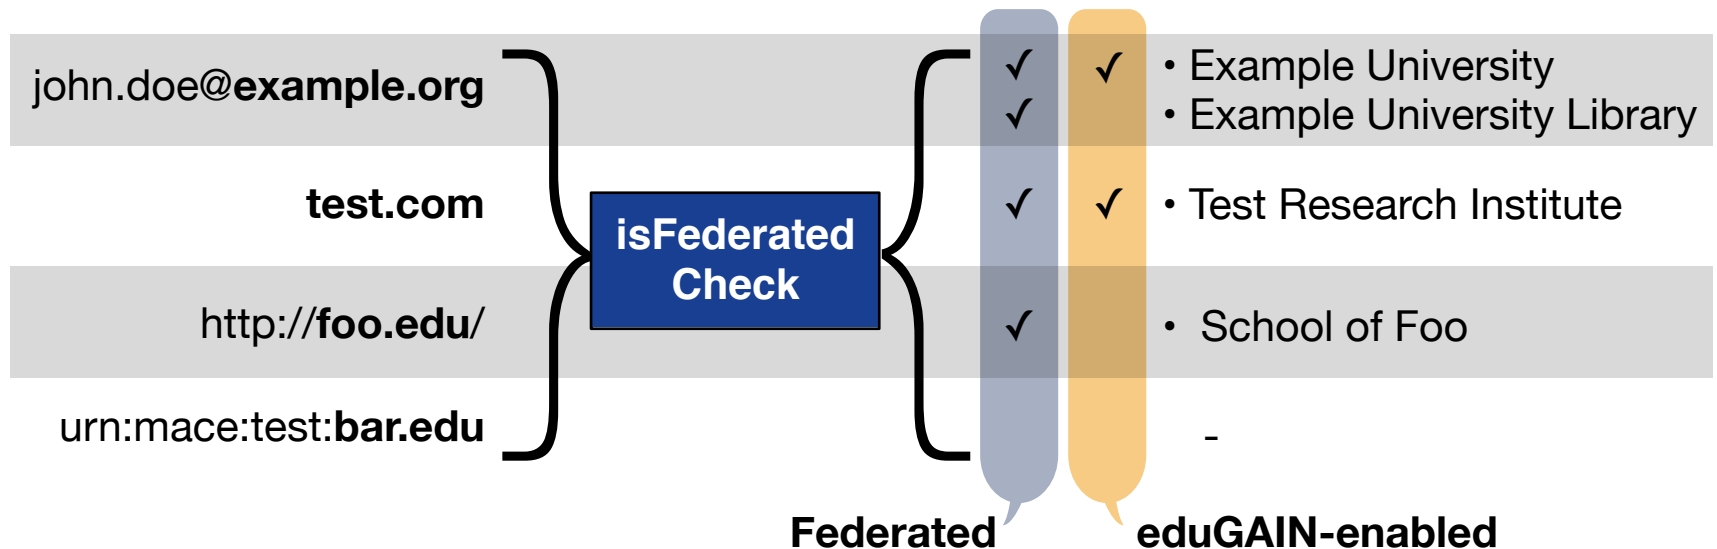 john.doe@example.org
✓ ✓ • Example University
✓ • Example University Library
test.com
✓ ✓ • Test Research Institute
isFederated
Check
http://foo.edu/
✓ • School of Foo
urn:mace:test:bar.edu
-
Federated
eduGAIN-enabled